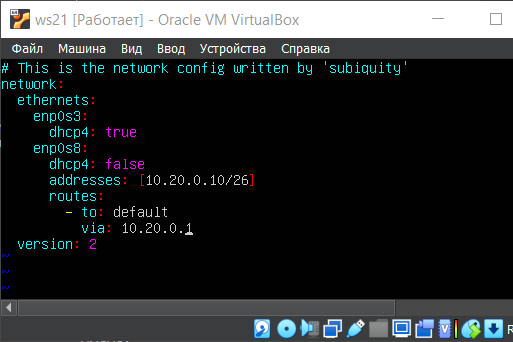 ws21 [Работает] - Oracle VM VirtualBox
Файл Машина Вид Ввод Устройства Справка
# This is the network config written by 'subiquity'
network:
  ethernets:
    enp0s3:
      dhcp4: true
    enp0s8:
      dhcp4: false
      addresses: [10.20.0.10/26]
      routes:
        - to: default
          via: 10.20.0.1
  version: 2
~
~
~